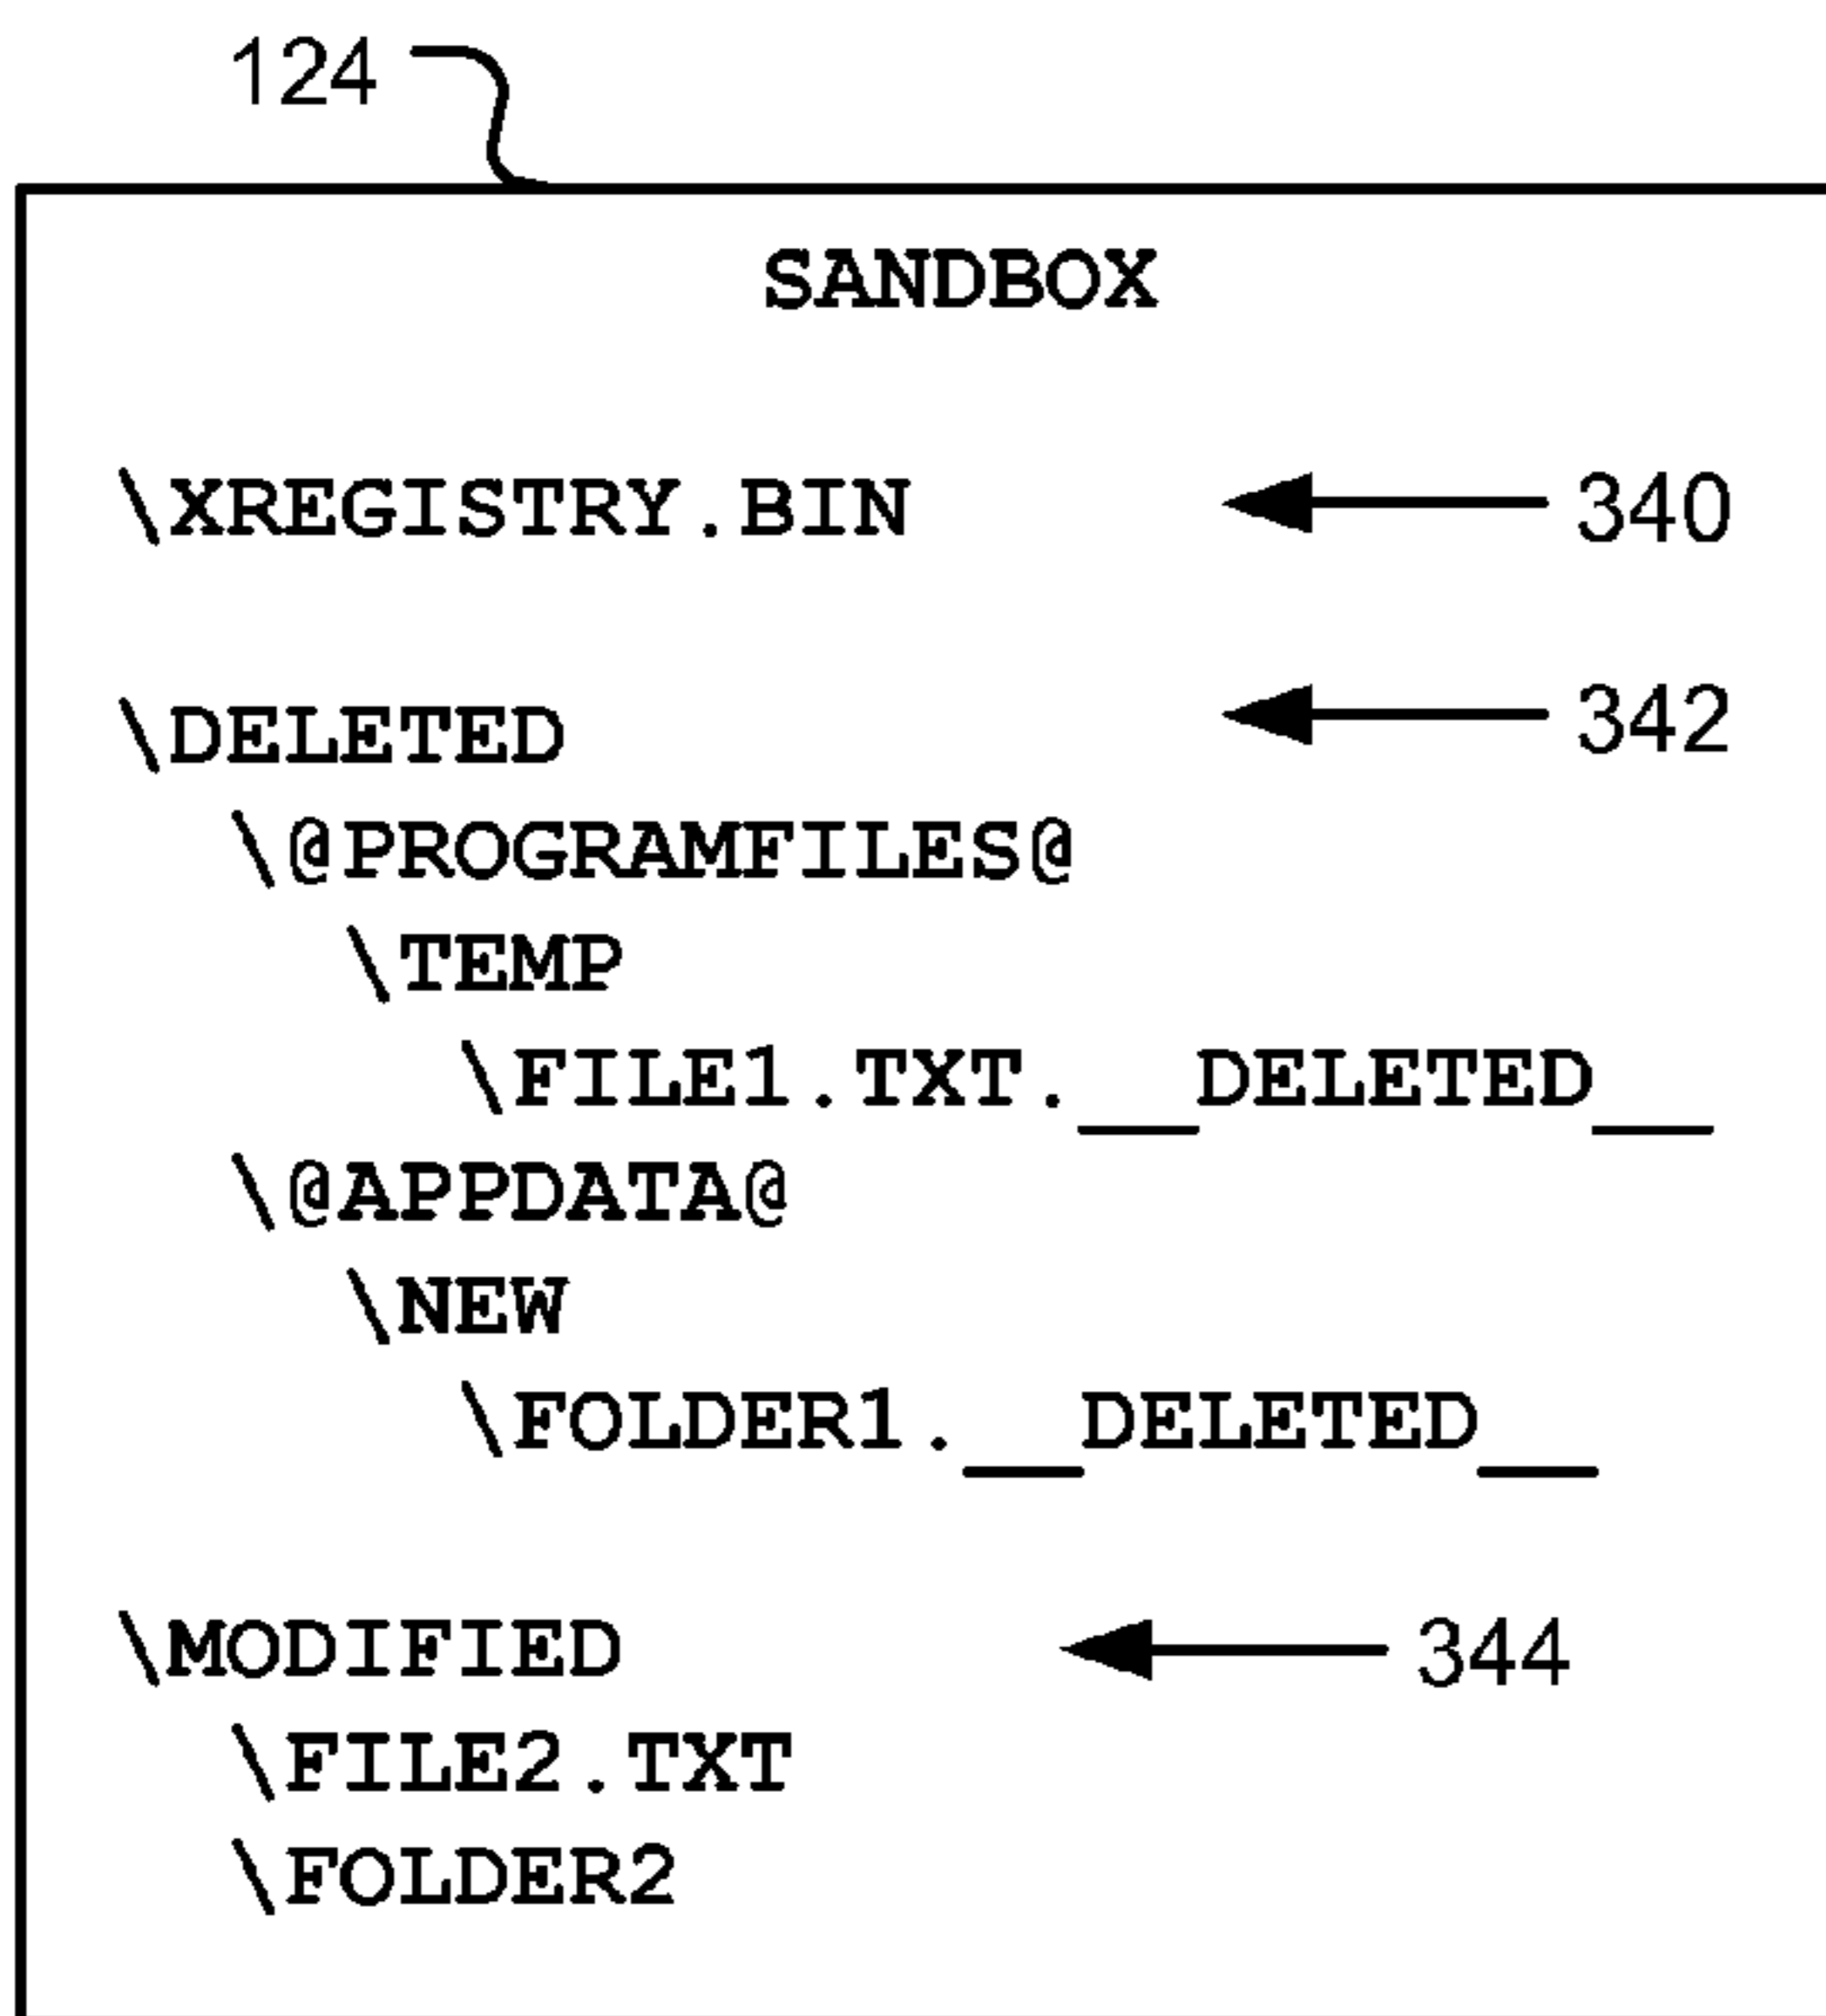 124
SANDBOX
\XREGISTRY.BIN 340
\DELETED 342
\@PROGRAMFILES@
\TEMP
\FILE1.TXT.__DELETED__
\@APPDATA@
\NEW
\FOLDER1.__DELETED__
\MODIFIED 344
\FILE2.TXT
\FOLDER2